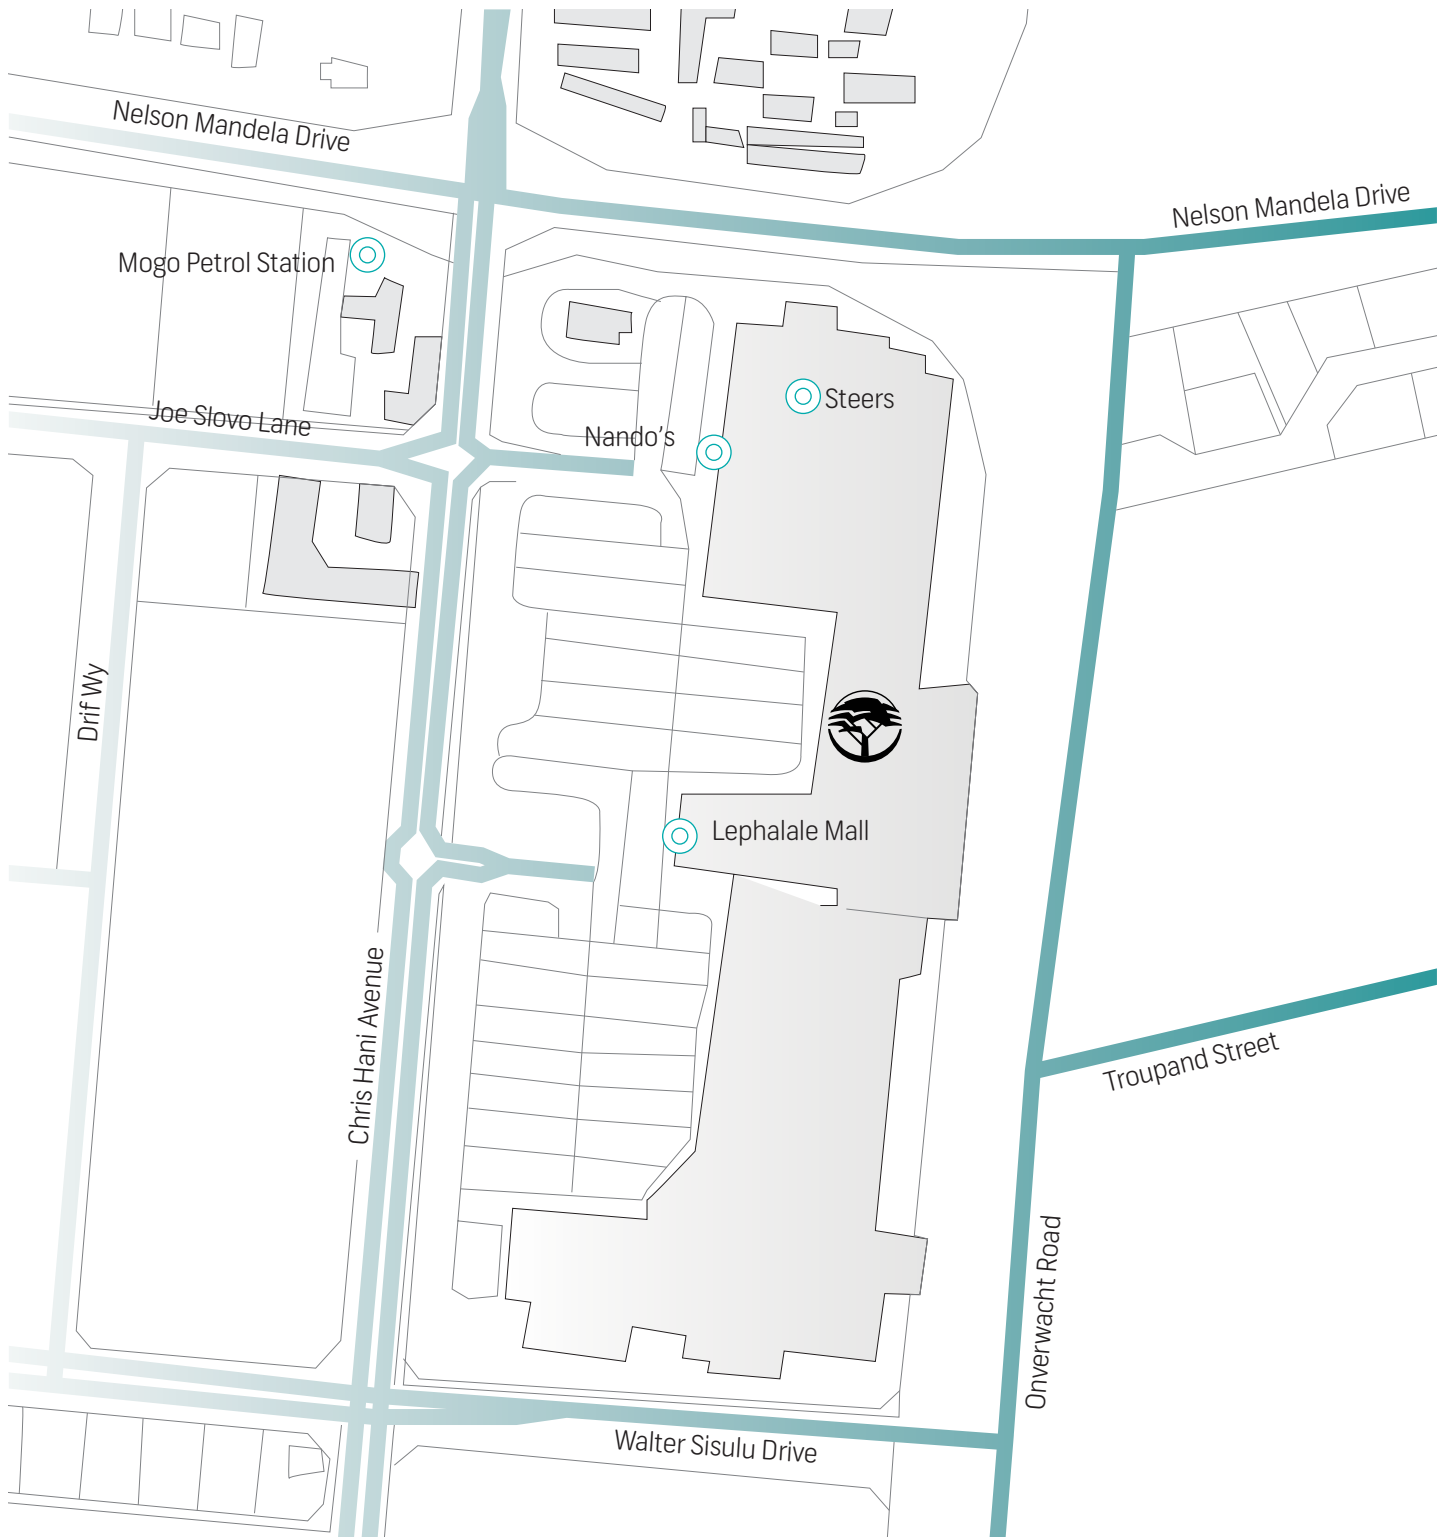 Nelson Mandela Drive
Nelson Mandela Drive
Mogo Petrol Station
Steers
Joe Slovo Lane
Nando's
Drif Wy
Lephalale Mall
Chris Hani Avenue
Troupand Street
Onverwacht Road
Walter Sisulu Drive